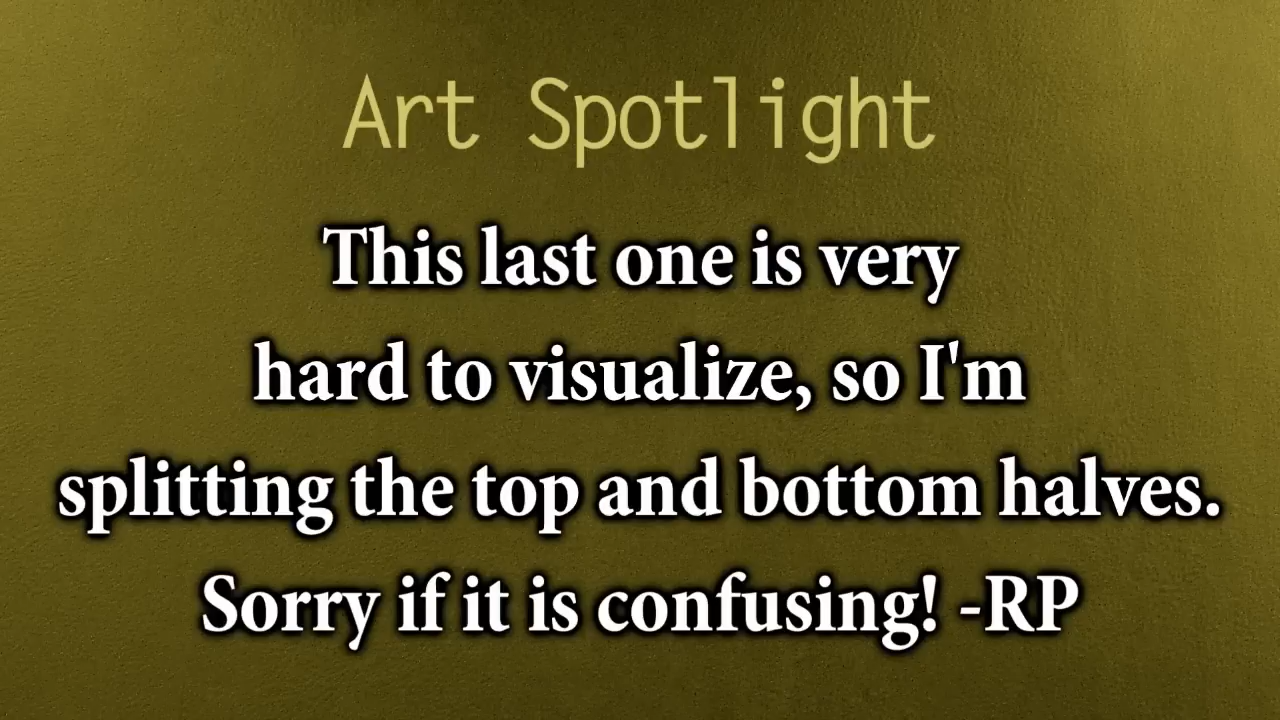 Art Spotlight
This last one is very
hard to visualize, so I'm
splitting the top and bottom halves.
Sorry if it is confusing! -RP